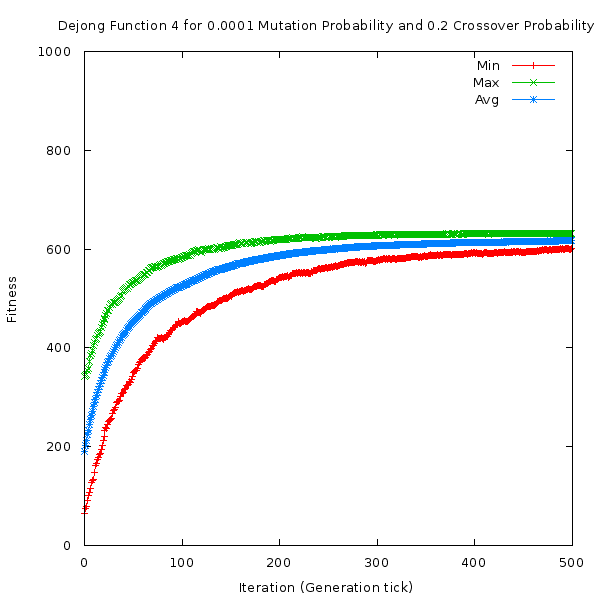 Dejong Function 4 for 0.0001 Mutation Probability and 0.2 Crossover Probability
1000
800
600
400
200
0
Fitness
Min
Max
Avg
0 100 200 300 400 500
Iteration (Generation tick)